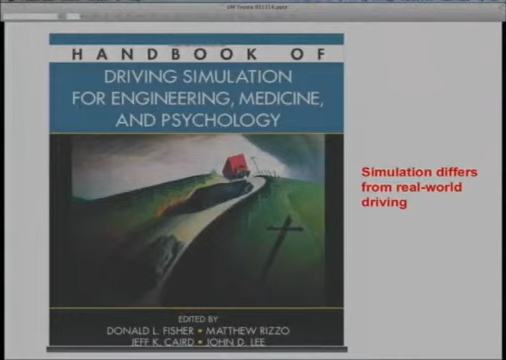 HANDBOOK OF
DRIVING SIMULATION
FOR ENGINEERING, MEDICINE,
AND PSYCHOLOGY
Simulation differs
from real-world
driving
EDITED BY
DONALD L. FISHER • MATTHEW RIZZO
JEFF K. CAIRD • JOHN D. LEE